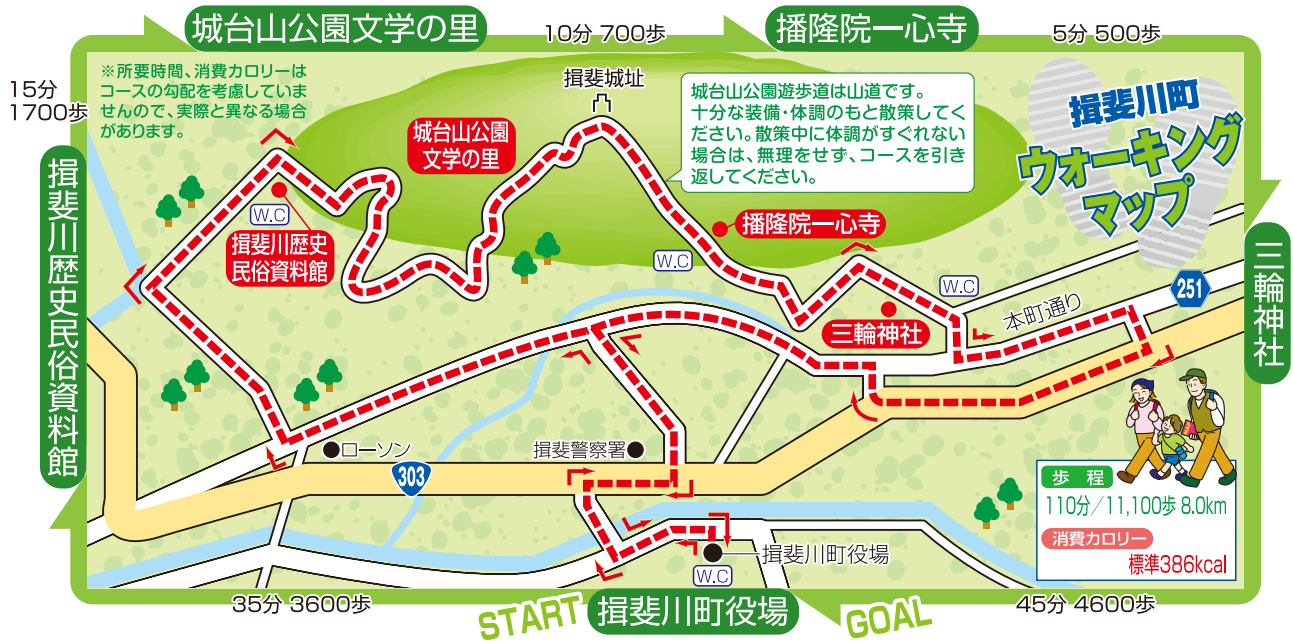 城台山公園文学の里
10分 700歩
播隆院一心寺
5分 500歩
15分
1700歩
※所要時間、消費カロリーは
コースの勾配を考慮していま
せんので、実際と異なる場合
があります。
揖斐城址
城台山公園
文学の里
城台山公園遊歩道は山道です。
十分な装備・体調のもと散策してく
ださい。散策中に体調がすぐれない
場合は、無理をせず、コースを引き
返してください。
揖斐川町
ウォーキング
マップ
揖斐川歴史民俗資料館
W.C
揖斐川歴史
民俗資料館
播隆院一心寺
W.C
W.C
三輪神社
三輪神社
本町通り
251
ローソン
揖斐警察署
303
歩程
110分/11,100歩 8.0km
消費カロリー
標準386kcal
揖斐川町役場
W.C
35分 3600歩
START
揖斐川町役場
GOAL
45分 4600歩